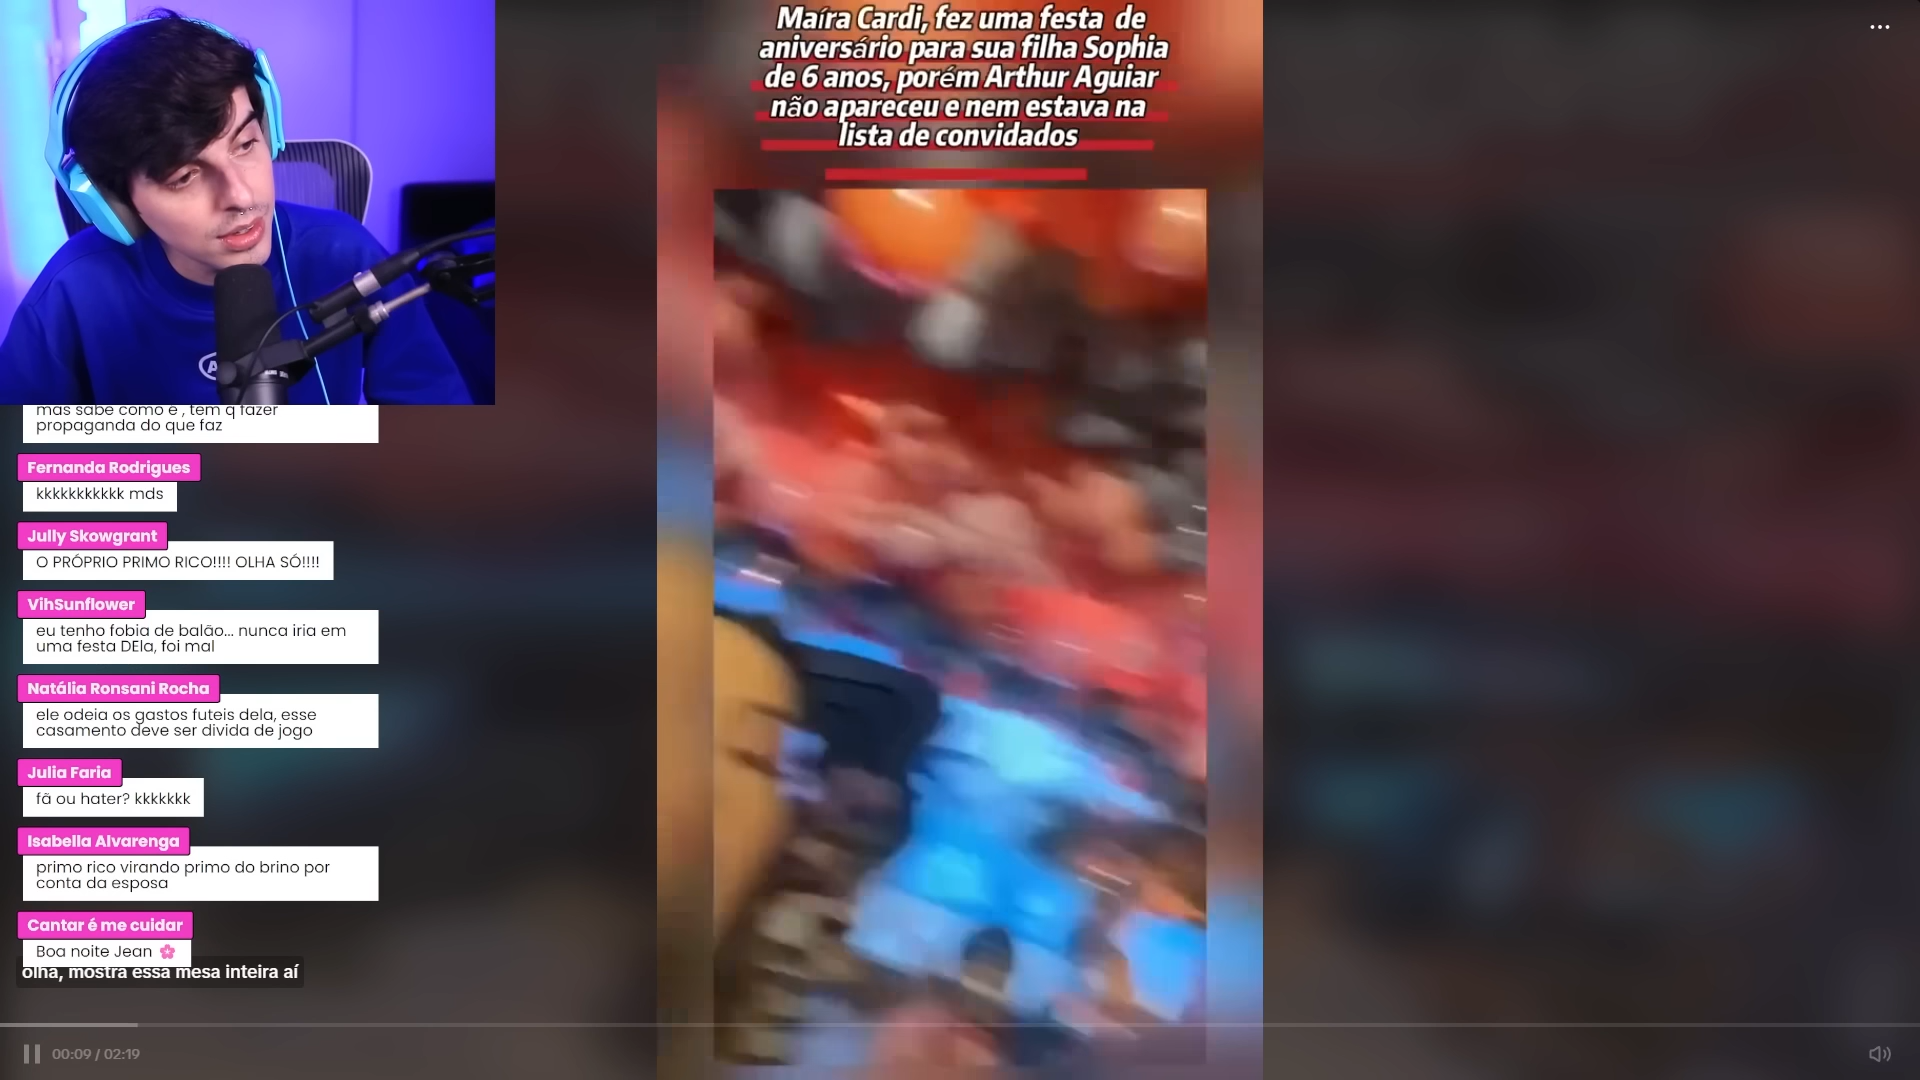 Maíra Cardi, fez uma festa de
aniversário para sua filha Sophia
de 6 anos, porém Arthur Aguiar
não apareceu e nem estava na
lista de convidados
mas sabe como é , tem q fazer
propaganda do que faz
Fernanda Rodrigues
kkkkkkkkkkk mds
Jully Skowgrant
O PRÓPRIO PRIMO RICO!!!! OLHA SÓ!!!!
VihSunflower
eu tenho fobia de balão... nunca iria em
uma festa DEla, foi mal
Natália Ronsani Rocha
ele odeia os gastos futeis dela, esse
casamento deve ser divida de jogo
Julia Faria
fã ou hater? kkkkkkk
Isabella Alvarenga
primo rico virando primo do brino por
conta da esposa
Cantar é me cuidar
Boa noite Jean 🌸
olha, mostra essa mesa inteira aí
00:09 / 02:19